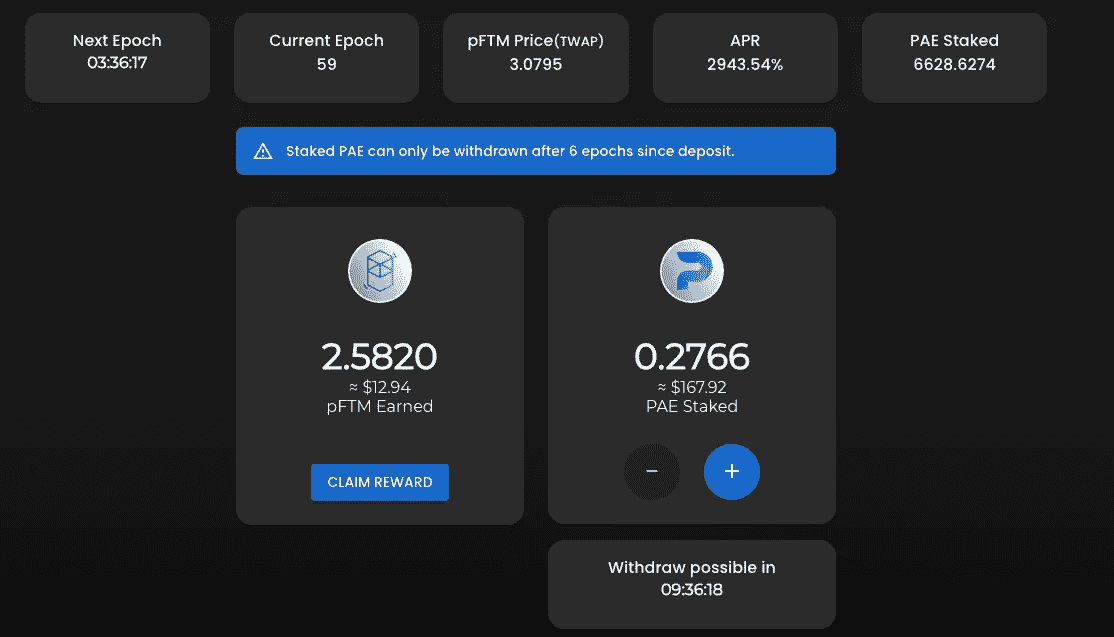 Next Epoch
03:36:17
Current Epoch
59
pFTM Price(TWAP)
3.0795
APR
2943.54%
PAE Staked
6628.6274
Staked PAE can only be withdrawn after 6 epochs since deposit.
2.5820
≈ $12.94
pFTM Earned
CLAIM REWARD
0.2766
≈ $167.92
PAE Staked
−
+
Withdraw possible in
09:36:18